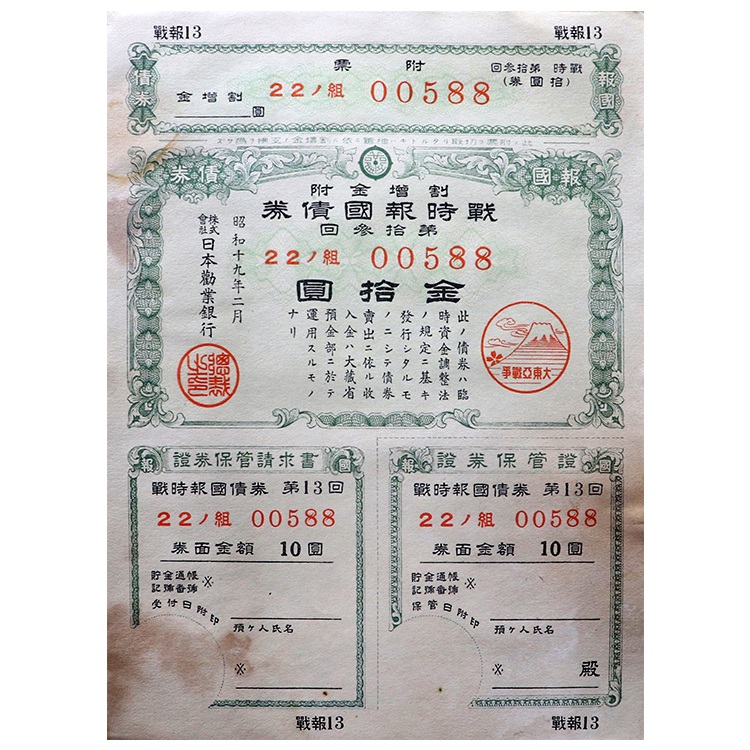 戰報13
戰報13
債券
報國
附票
戰時 第拾參回
(拾圓券)
22ノ組 00588
割增金
圓
報國
債券
割增金附
戰時報國債券
第拾參回
22ノ組 00588
金拾圓
此ノ債券ハ臨
時資金調整法
ノ規定ニ基キ
發行シタルモ
ノニシテ債券
賣出ニ依ル收
入金ハ大藏省
預金部ニ於テ
運用スルモノ
ナリ
昭和十九年二月
株式會社 日本勸業銀行
大東亞戰爭
報 證券保管請求書 國
戰時報國債券 第13回
22ノ組 00588
券面金額 10圓
貯金通帳
記號番號 ※
受付日附印
預ケ人氏名
※
報 證券保管證 國
戰時報國債券 第13回
22ノ組 00588
券面金額 10圓
貯金通帳
記號番號 ※
保管日附印
預ケ人氏名
※ 殿
戰報13
戰報13